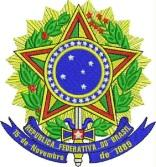 REPUBLICA FEDERATIVA DO BRASIL
15 de Novembro de 1889